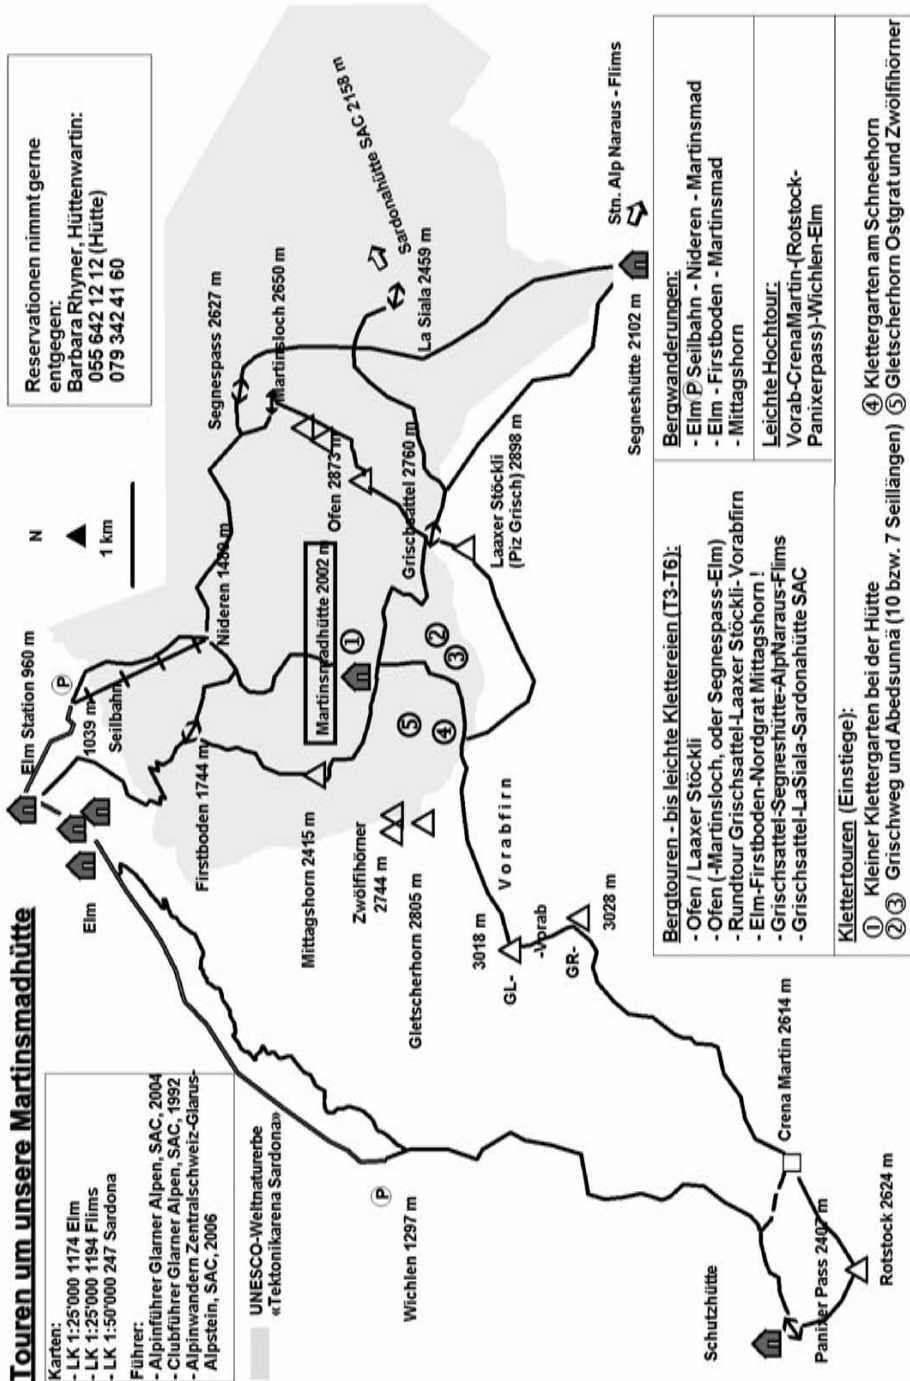 Touren um unsere Martinsmadhütte
Karten:
- LK 1:25'000 1174 Elm
- LK 1:25'000 1194 Flims
- LK 1:50'000 247 Sardona
Führer:
- Alpinführer Glarner Alpen, SAC, 2004
- Clubführer Glarner Alpen, SAC, 1992
- Alpinwandern Zentralschweiz-Glarus-
Alpstein, SAC, 2006
UNESCO-Weltnaturerbe
«Tektonikarena Sardona»
Reservationen nimmt gerne
entgegen:
Barbara Rhyner, Hüttenwartin:
055 642 12 12 (Hütte)
079 342 41 60
N
1 km
Elm Station 960 m
Elm
P
1039 m
Seilbahn
Nideren 1480 m
Firstboden 1744 m
Segnespass 2627 m
Martinsloch 2650 m
Sardonahütte SAC 2158 m
La Siala 2459 m
Ofen 2873 m
Martinsmadhütte 2002 m
Grischsattel 2760 m
Mittagshorn 2415 m
①
②
③
④
⑤
Zwölfihörner
2744 m
Gletscherhorn 2805 m
Laaxer Stöckli
(Piz Grisch) 2898 m
Stn. Alp Naraus - Flims
Segneshütte 2102 m
Vorabfirn
3018 m
GL-
-Vorab
GR-
3028 m
P
Wichlen 1297 m
Crena Martin 2614 m
Schutzhütte
Panixer Pass 2407 m
Rotstock 2624 m
Bergtouren - bis leichte Klettereien (T3-T6):
- Ofen / Laaxer Stöckli
- Ofen (-Martinsloch, oder Segnespass-Elm)
- Rundtour Grischsattel-Laaxer Stöckli- Vorabfirn
- Elm-Firstboden-Nordgrat Mittagshorn !
- Grischsattel-Segneshütte-AlpNaraus-Flims
- Grischsattel-LaSiala-Sardonahütte SAC
Bergwanderungen:
- Elm Ⓟ Seilbahn - Nideren - Martinsmad
- Elm - Firstboden - Martinsmad
- Mittagshorn
Leichte Hochtour:
Vorab-CrenaMartin-(Rotstock-
Panixerpass)-Wichlen-Elm
Klettertouren (Einstiege):
① Kleiner Klettergarten bei der Hütte
②③ Grischweg und Abedsunnä (10 bzw. 7 Seillängen)
④ Klettergarten am Schneehorn
⑤ Gletscherhorn Ostgrat und Zwölfihörner